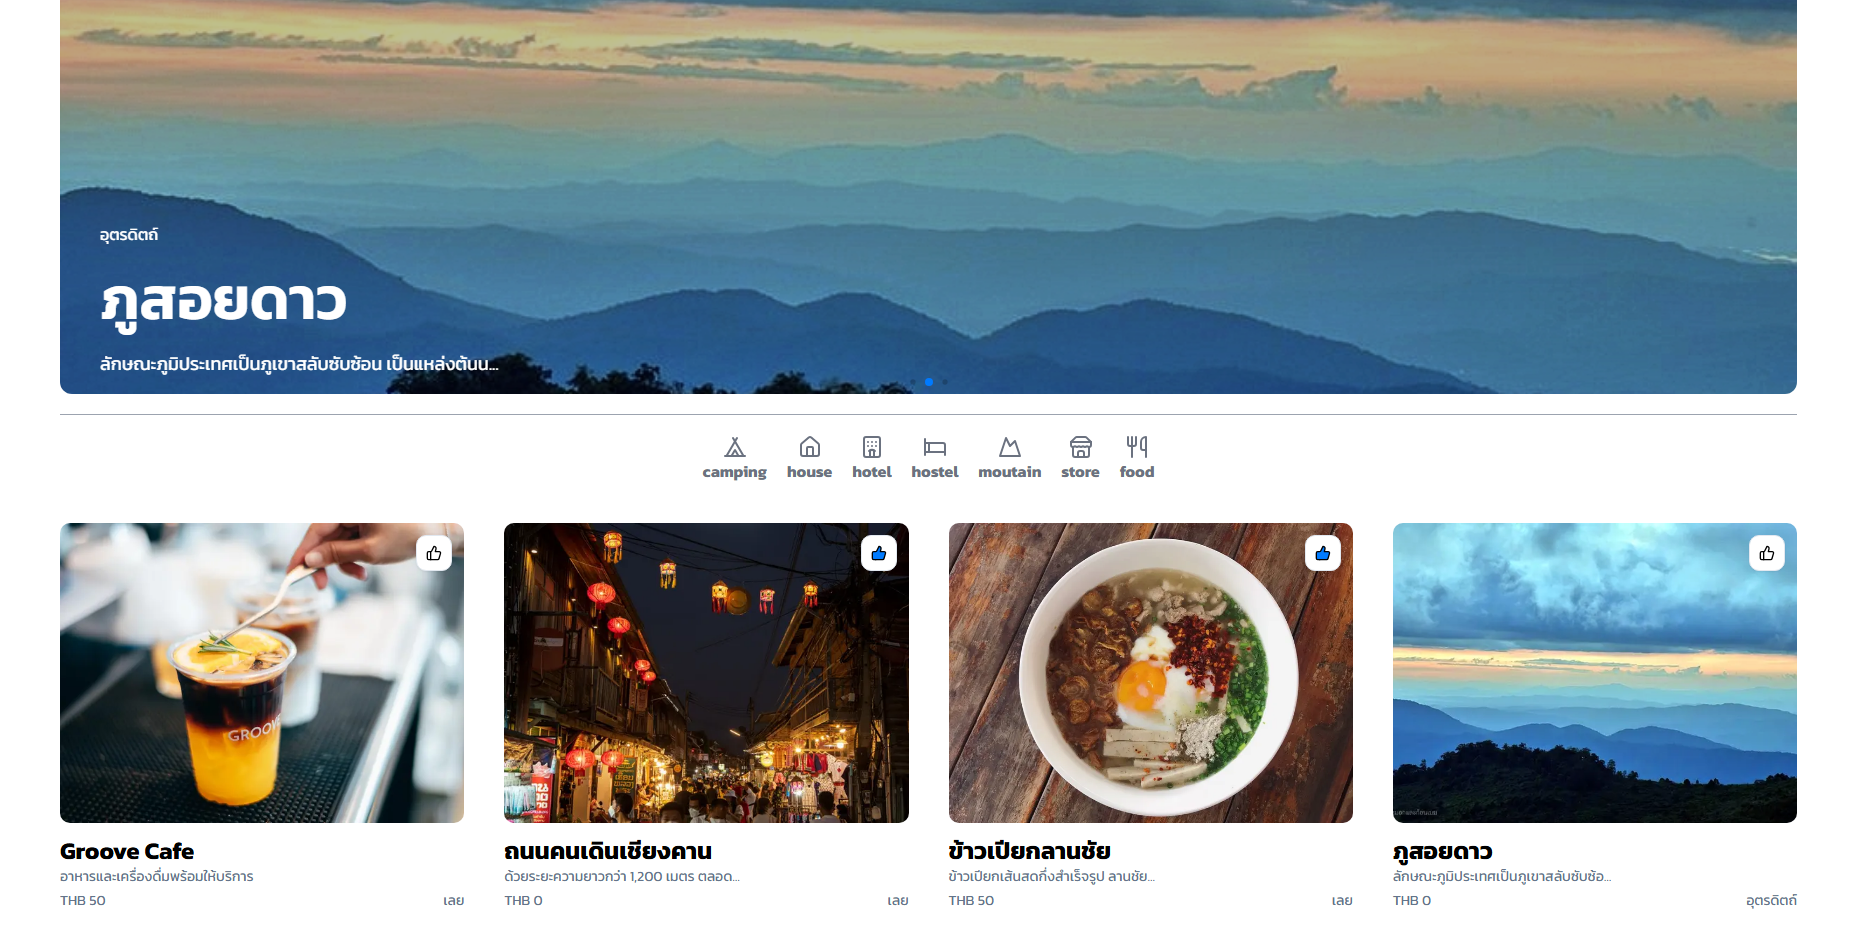 อุตรดิตถ์
ภูสอยดาว
ลักษณะภูมิประเทศเป็นภูเขาสลับซับซ้อน เป็นแหล่งต้นน...
camping house hotel hostel moutain store food
GROOVE
Groove Cafe
อาหารและเครื่องดื่มพร้อมให้บริการ
THB 50 เลย
ถนนคนเดินเชียงคาน
ด้วยระยะความยาวกว่า 1,200 เมตร ตลอด...
THB 0 เลย
ข้าวเปียกลานชัย
ข้าวเปียกเส้นสดกึ่งสำเร็จรูป ลานชัย...
THB 50 เลย
ภูสอยดาว
ลักษณะภูมิประเทศเป็นภูเขาสลับซับซ้อ...
THB 0 อุตรดิตถ์